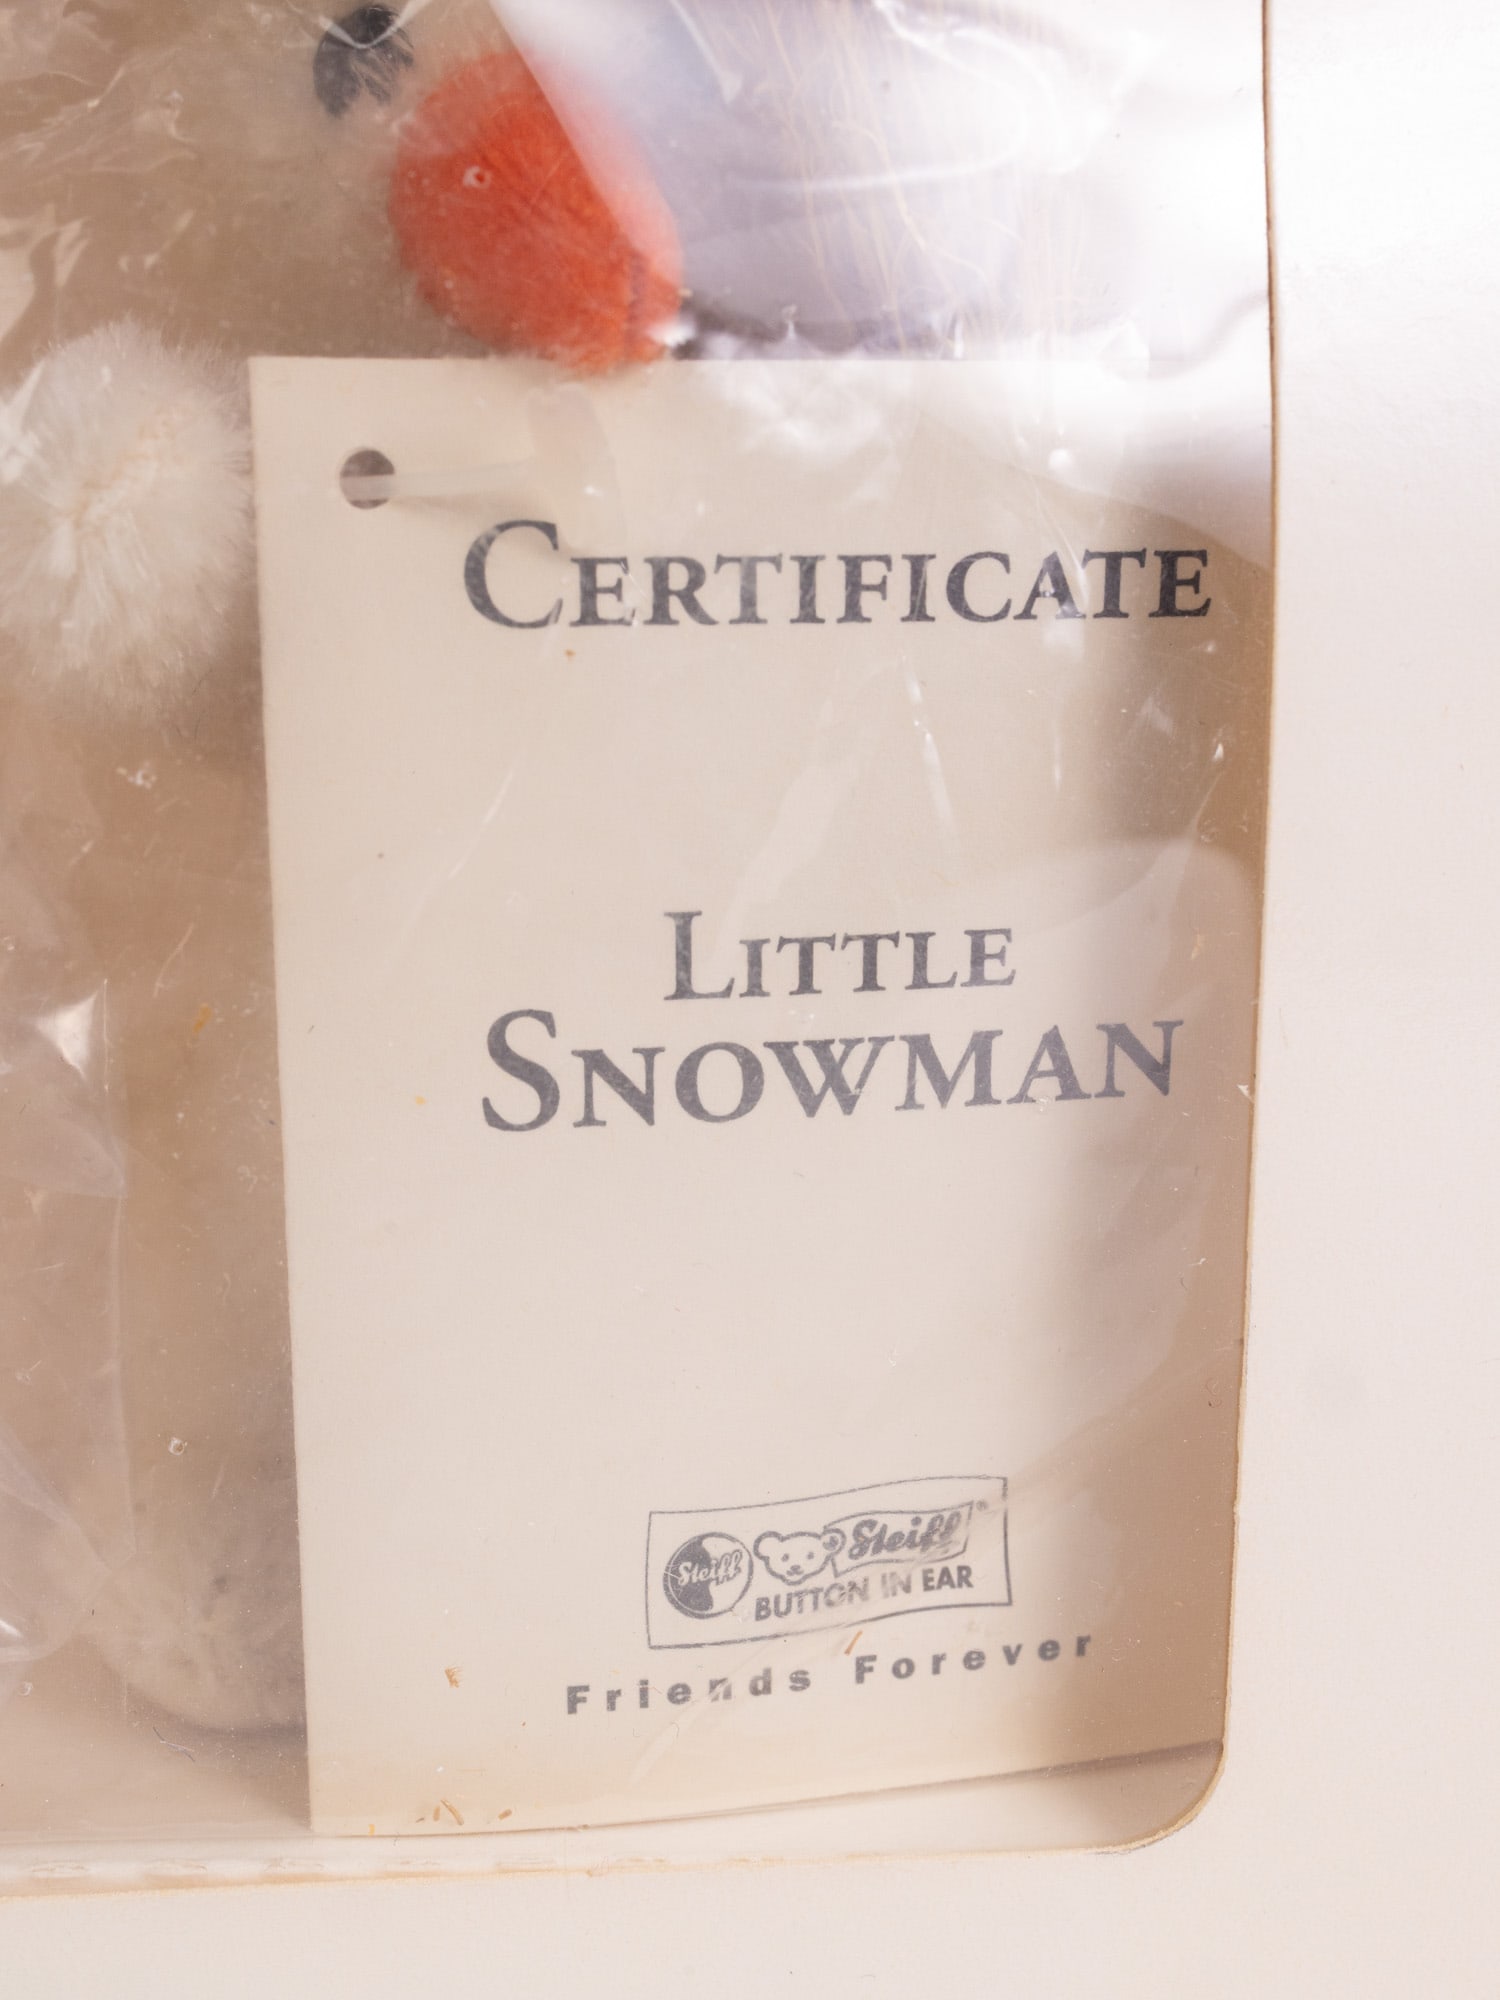 CERTIFICATE
LITTLE
SNOWMAN
Steiff Steiff®
BUTTON IN EAR
Friends Forever